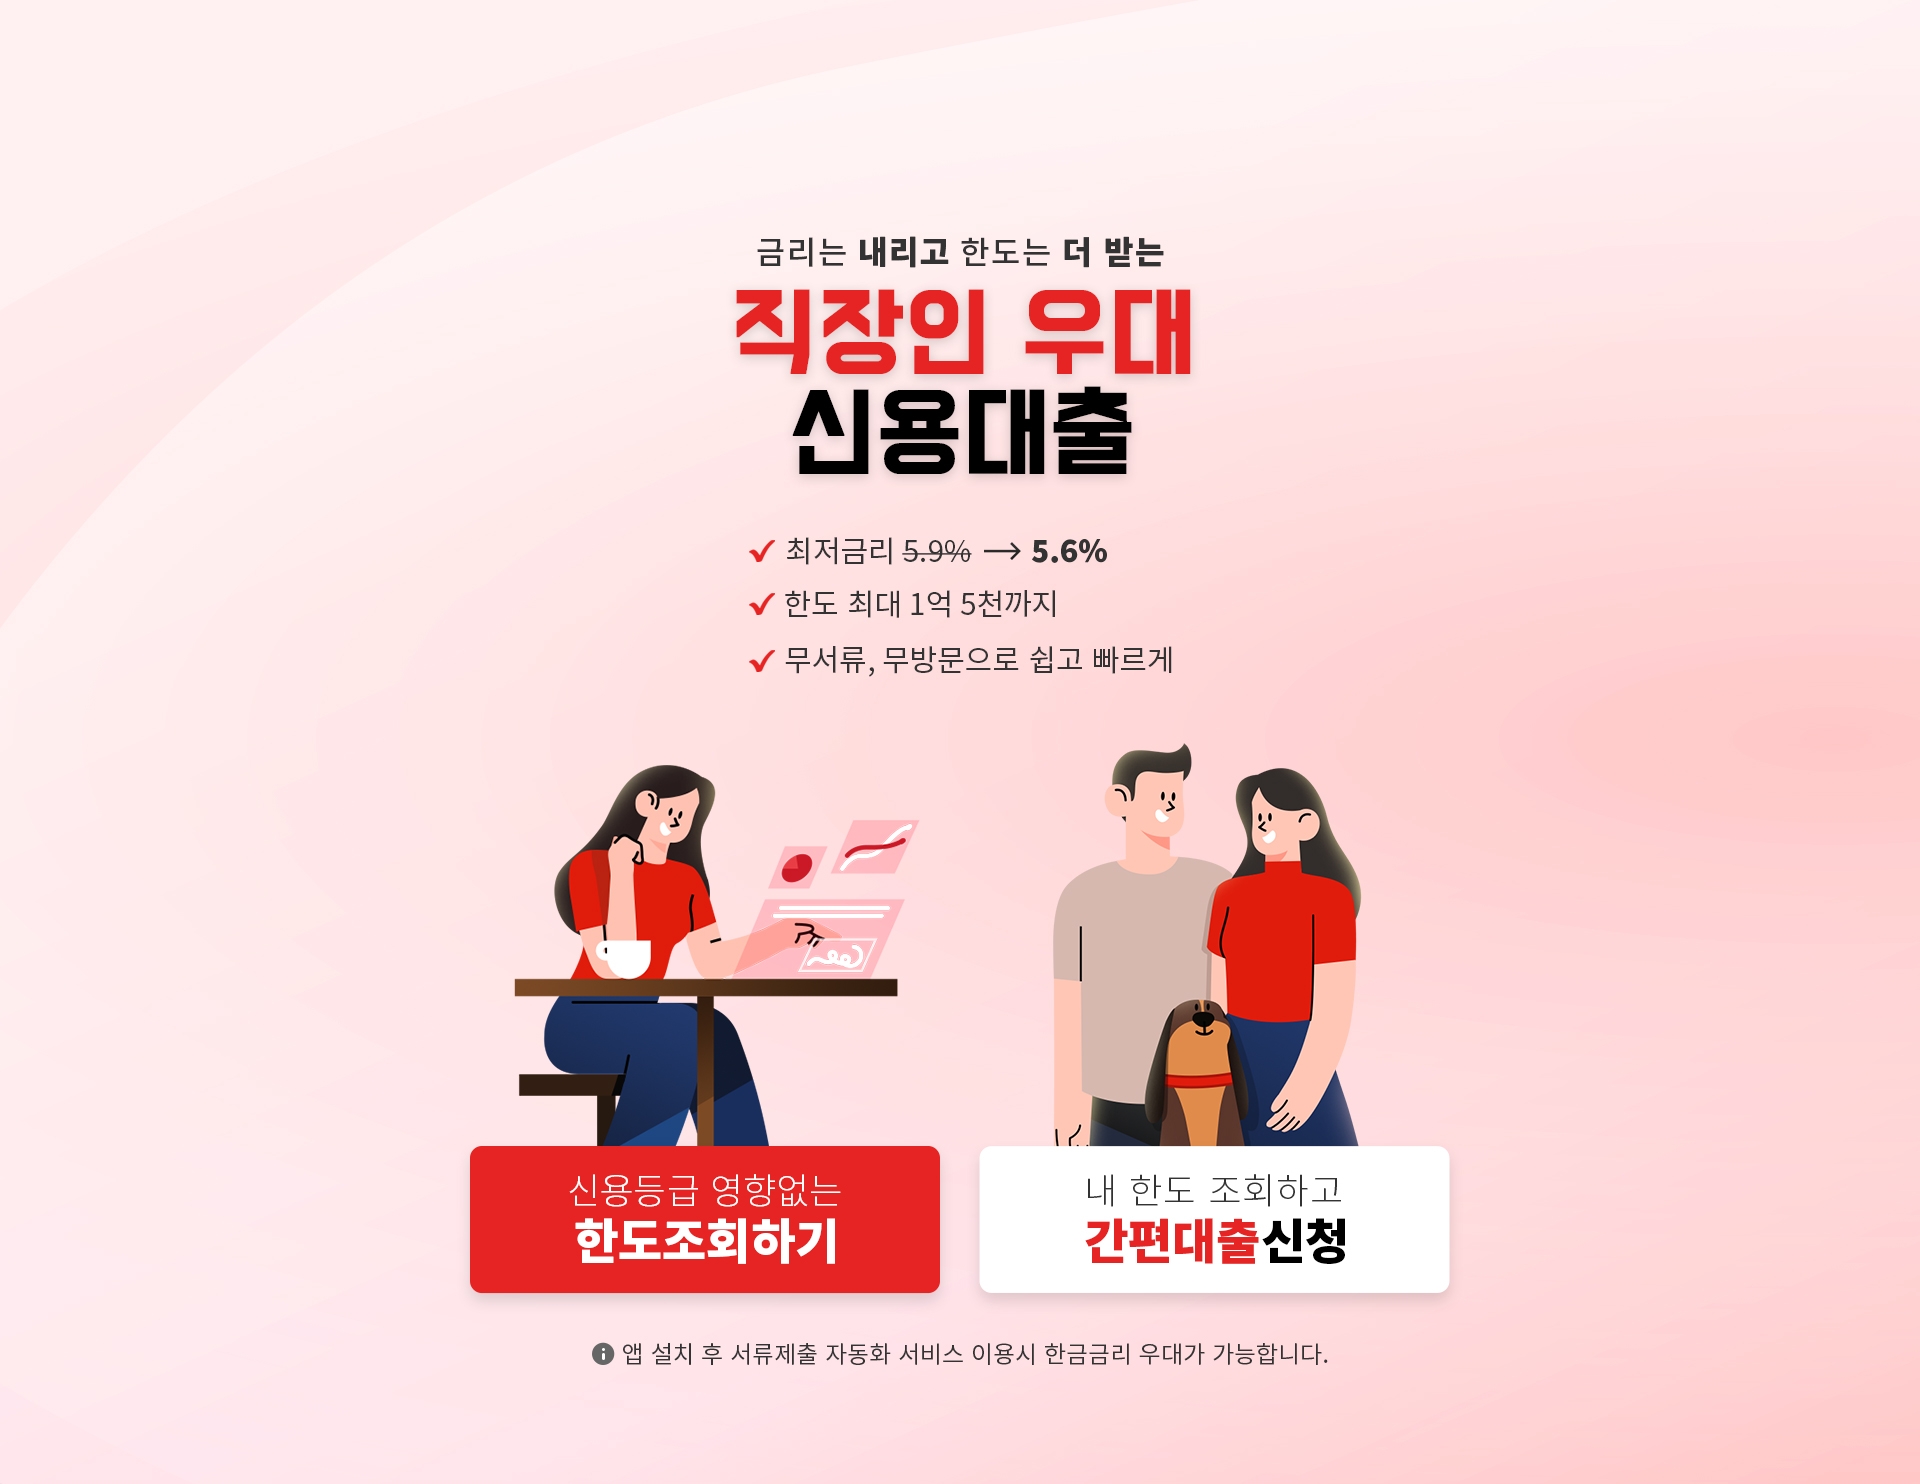 금리는 내리고 한도는 더 받는
직장인 우대
신용대출
최저금리 5.9% → 5.6%
한도 최대 1억 5천까지
무서류, 무방문으로 쉽고 빠르게
신용등급 영향없는
한도조회하기
내 한도 조회하고
간편대출신청
앱 설치 후 서류제출 자동화 서비스 이용시 한금금리 우대가 가능합니다.